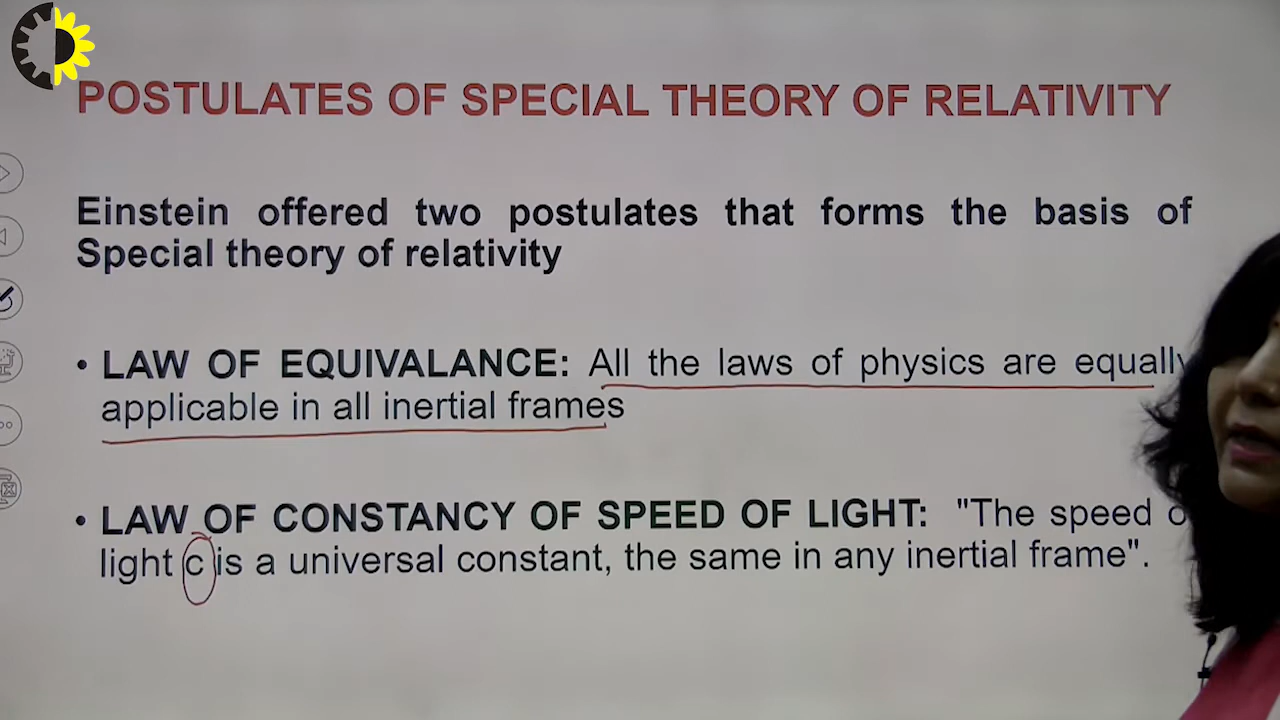 POSTULATES OF SPECIAL THEORY OF RELATIVITY
Einstein offered two postulates that forms the basis of
Special theory of relativity
• LAW OF EQUIVALANCE: All the laws of physics are equally
applicable in all inertial frames
• LAW OF CONSTANCY OF SPEED OF LIGHT: "The speed o
light c is a universal constant, the same in any inertial frame".